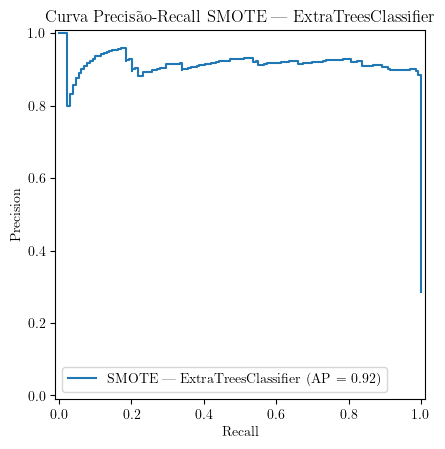 Curva Precisão-Recall SMOTE — ExtraTreesClassifier
1.0
0.8
0.6
0.4
0.2
0.0
Precision
SMOTE — ExtraTreesClassifier (AP = 0.92)
0.0 0.2 0.4 0.6 0.8 1.0
Recall